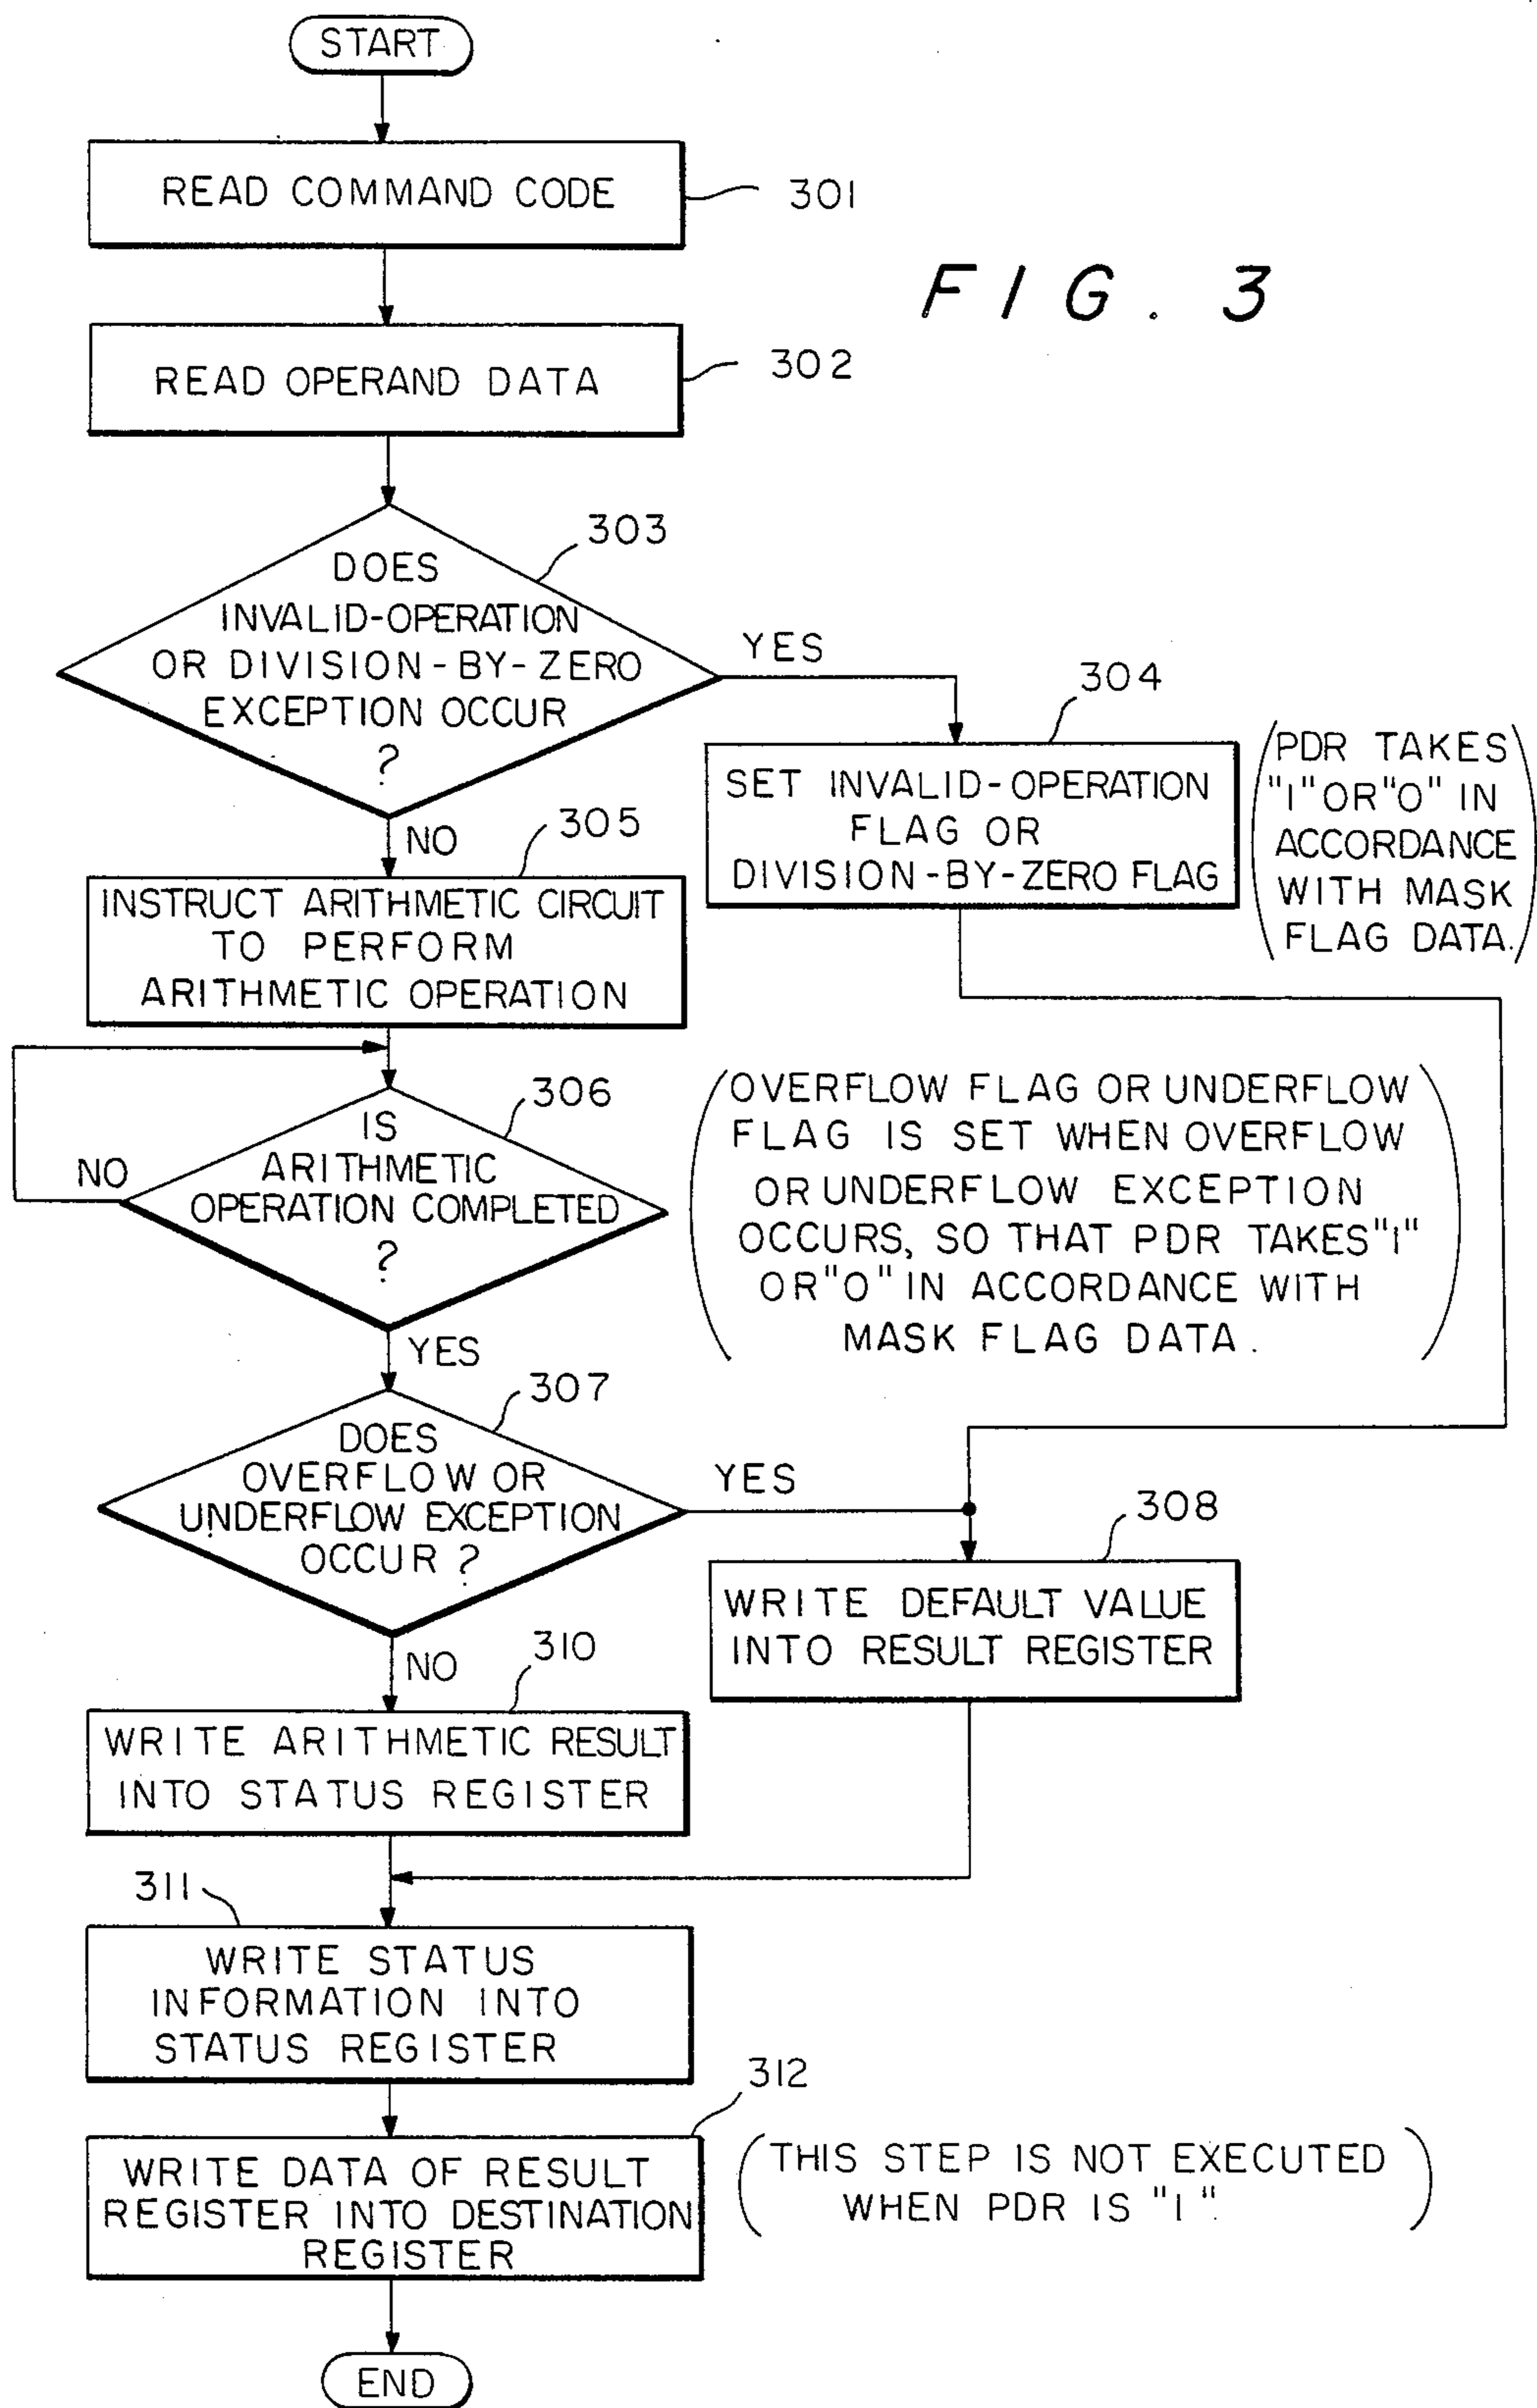 START
READ COMMAND CODE
301
FIG. 3
READ OPERAND DATA
302
303
DOES
INVALID-OPERATION
OR DIVISION-BY-ZERO
EXCEPTION OCCUR
?
YES
304
SET INVALID-OPERATION
FLAG OR
DIVISION-BY-ZERO FLAG
(PDR TAKES
"1" OR "0" IN
ACCORDANCE
WITH MASK
FLAG DATA.)
NO
305
INSTRUCT ARITHMETIC CIRCUIT
TO PERFORM
ARITHMETIC OPERATION
306
IS
ARITHMETIC
OPERATION COMPLETED
?
NO
(OVERFLOW FLAG OR UNDERFLOW
FLAG IS SET WHEN OVERFLOW
OR UNDERFLOW EXCEPTION
OCCURS, SO THAT PDR TAKES "1"
OR "0" IN ACCORDANCE WITH
MASK FLAG DATA.)
YES
307
DOES
OVERFLOW OR
UNDERFLOW EXCEPTION
OCCUR ?
YES
308
WRITE DEFAULT VALUE
INTO RESULT REGISTER
NO
310
WRITE ARITHMETIC RESULT
INTO STATUS REGISTER
311
WRITE STATUS
INFORMATION INTO
STATUS REGISTER
312
WRITE DATA OF RESULT
REGISTER INTO DESTINATION
REGISTER
(THIS STEP IS NOT EXECUTED
WHEN PDR IS "1".)
END